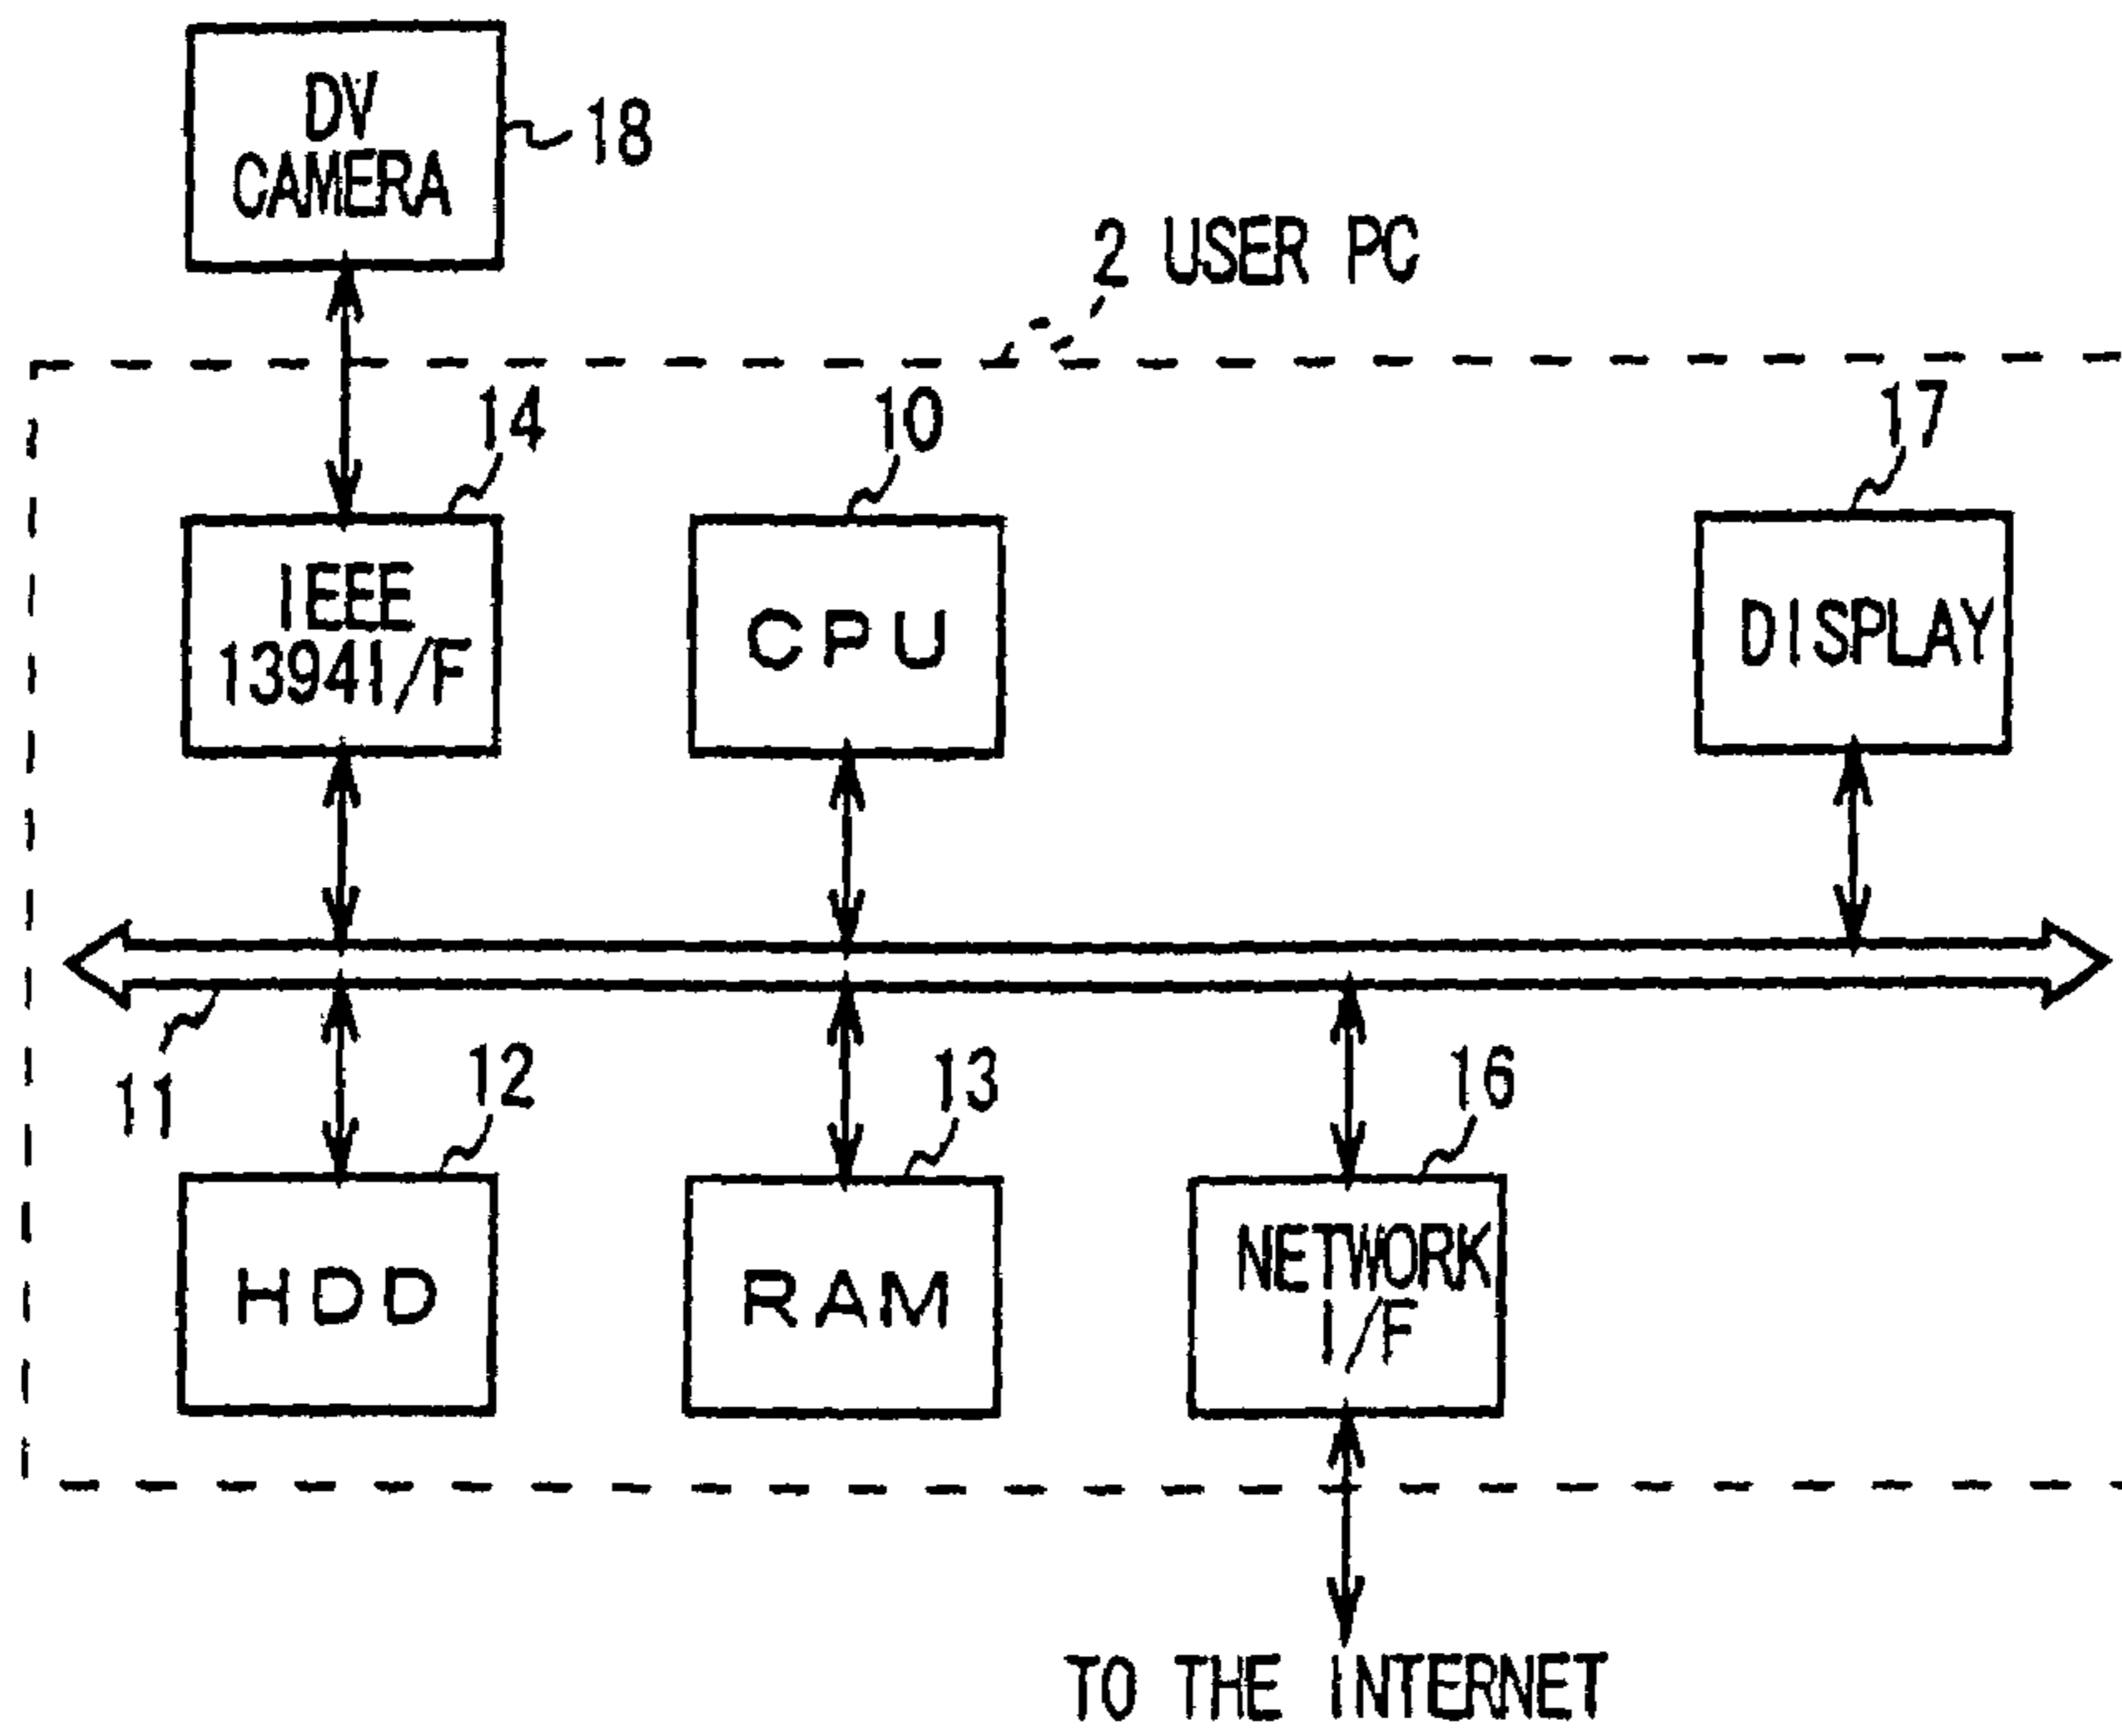 DV
CAMERA
18
2 USER PC
14
10
17
IEEE
1394I/F
CPU
DISPLAY
11
12
13
16
HDD
RAM
NETWORK
I/F
TO THE INTERNET